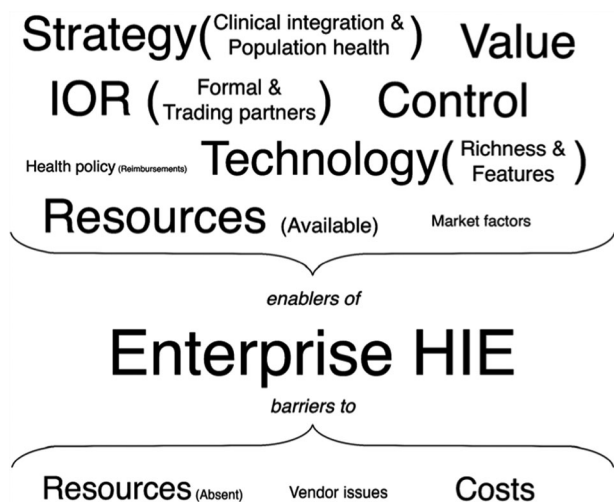 Strategy (Clinical integration & Population health) Value
IOR (Formal & Trading partners) Control
Health policy (Reimbursements) Technology (Richness & Features)
Resources (Available) Market factors
enablers of
Enterprise HIE
barriers to
Resources (Absent) Vendor issues Costs